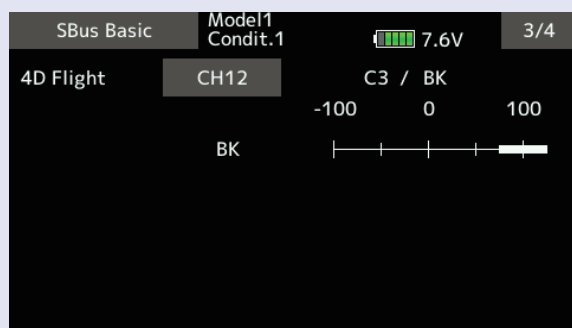 SBus Basic Model1 7.6V 3/4
Condit.1
4D Flight CH12 C3 / BK
-100 0 100
BK